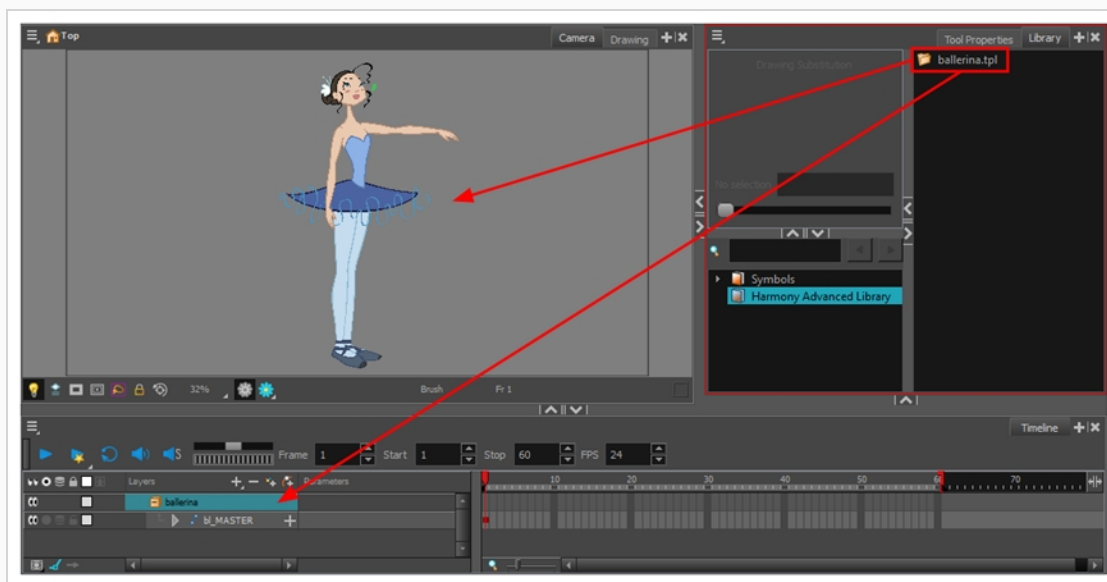 Top
Camera
Drawing
Tool Properties
Library
Drawing Substitution
ballerina.tpl
No selection
Symbols
Harmony Advanced Library
32%
Brush
Fr 1
Timeline
Frame 1 Start 1 Stop 60 FPS 24
Layers
Parameters
10 20 30 40 50 60 70
ballerina
bl_MASTER